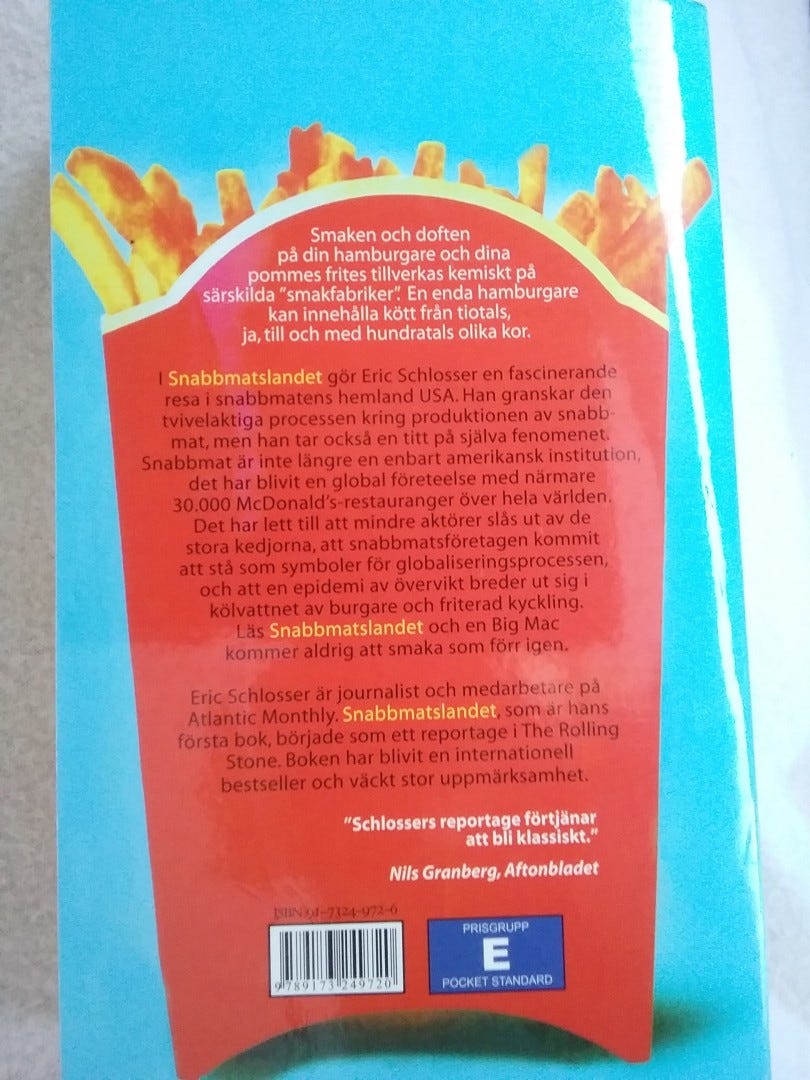 Smaken och doften
på din hamburgare och dina
pommes frites tillverkas kemiskt på
särskilda "smakfabriker". En enda hamburgare
kan innehålla kött från tiotals,
ja, till och med hundratals olika kor.
I Snabbmatslandet gör Eric Schlosser en fascinerande
resa i snabbmatens hemland USA. Han granskar den
tvivelaktiga processen kring produktionen av snabb-
mat, men han tar också en titt på själva fenomenet.
Snabbmat är inte längre en enbart amerikansk institution,
det har blivit en global företeelse med närmare
30.000 McDonald's-restauranger över hela världen.
Det har lett till att mindre aktörer slås ut av de
stora kedjorna, att snabbmatsföretagen kommit
att stå som symboler för globaliseringsprocessen,
och att en epidemi av övervikt breder ut sig i
kölvattnet av burgare och friterad kyckling.
Läs Snabbmatslandet och en Big Mac
kommer aldrig att smaka som förr igen.
Eric Schlosser är journalist och medarbetare på
Atlantic Monthly. Snabbmatslandet, som är hans
första bok, började som ett reportage i The Rolling
Stone. Boken har blivit en internationell
bestseller och väckt stor uppmärksamhet.
"Schlossers reportage förtjänar
att bli klassiskt."
Nils Granberg, Aftonbladet
ISBN 91-7324-972-6
9 789173 249720
PRISGRUPP
E
POCKET STANDARD